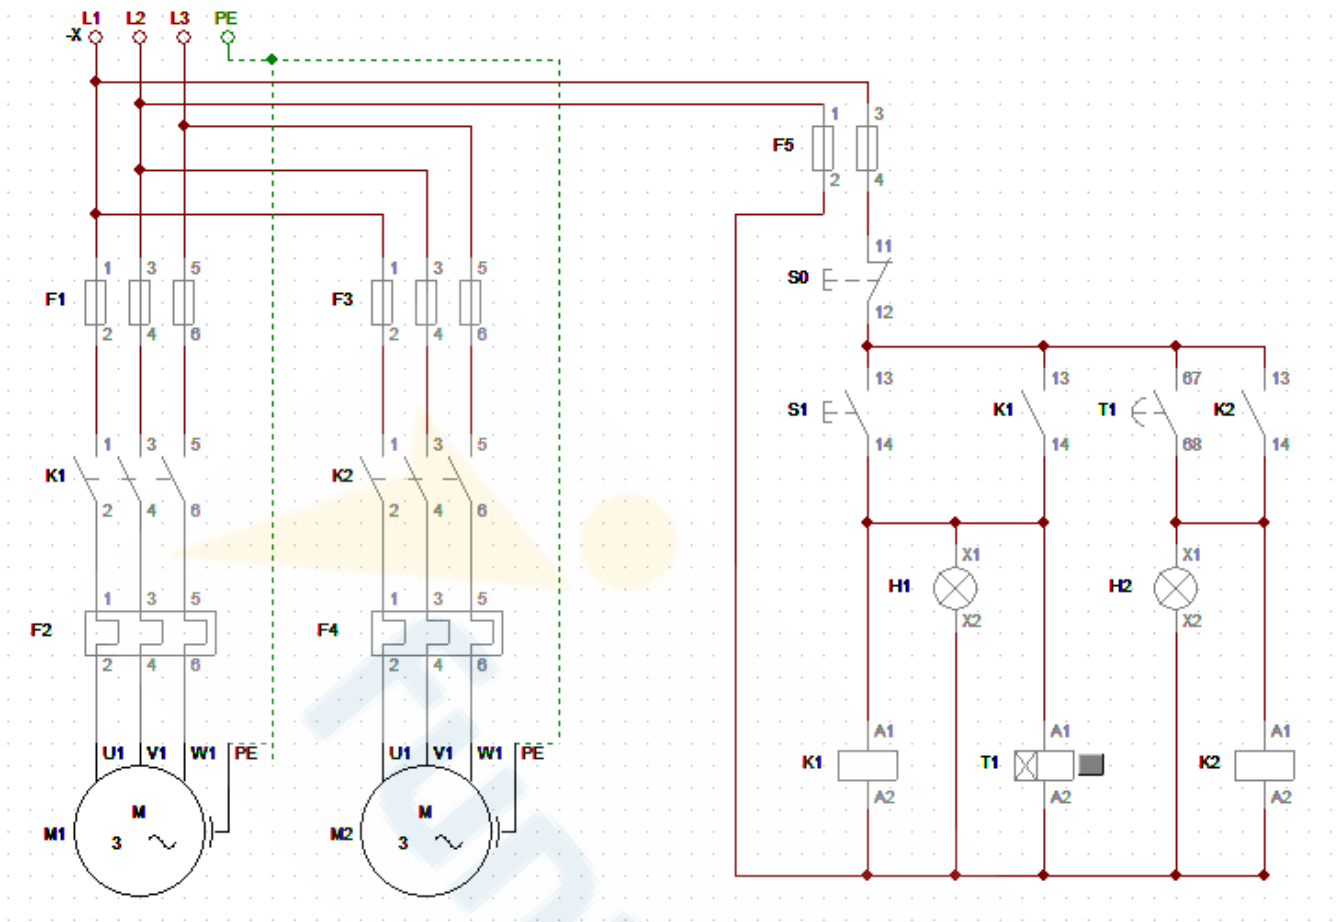 L1 L2 L3 PE
-X
1 3
F5
2 4
11
S0
12
1 3 5 1 3 5
F1 F3
2 4 6 2 4 6
13 13 67 13
S1 K1 T1 K2
14 14 68 14
1 3 5 1 3 5
K1 K2
2 4 6 2 4 6
X1 X1
H1 H2
X2 X2
1 3 5 1 3 5
F2 F4
2 4 6 2 4 6
A1 A1 A1
K1 T1 K2
A2 A2 A2
U1 V1 W1 PE U1 V1 W1 PE
M M
M1 3 M2 3